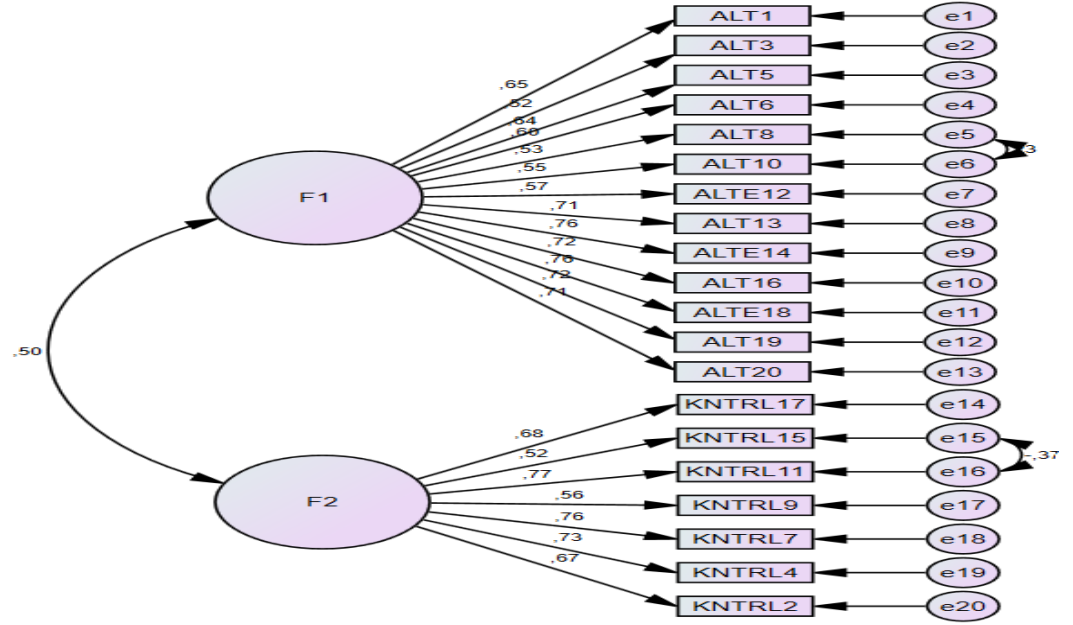 ALT1 e1
ALT3 e2
,65
ALT5 e3
,52
ALT6 e4
,64
,60
ALT8 e5
,53
ALT10 e6
,55
F1
,57
ALTE12 e7
,71
ALT13 e8
,76
,72
ALTE14 e9
,76
,72
ALT16 e10
,71
ALTE18 e11
ALT19 e12
,50
ALT20 e13
KNTRL17 e14
,68
KNTRL15 e15
,52
-,37
,77
KNTRL11 e16
,56
F2
KNTRL9 e17
,76
,73
KNTRL7 e18
,67
KNTRL4 e19
KNTRL2 e20